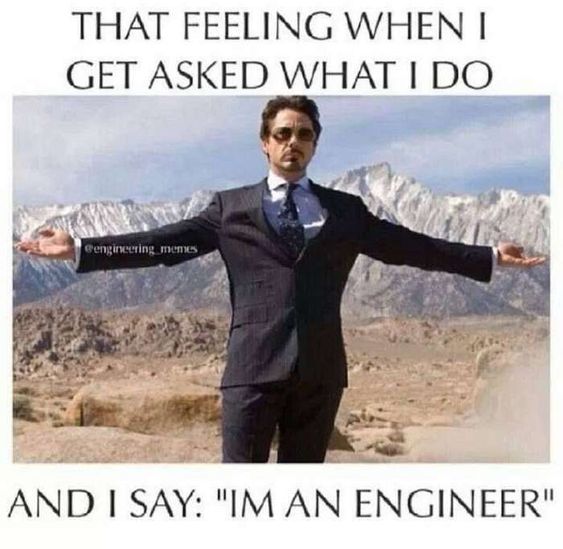 THAT FEELING WHEN I
GET ASKED WHAT I DO
@engineering_memes
AND I SAY: "IM AN ENGINEER"